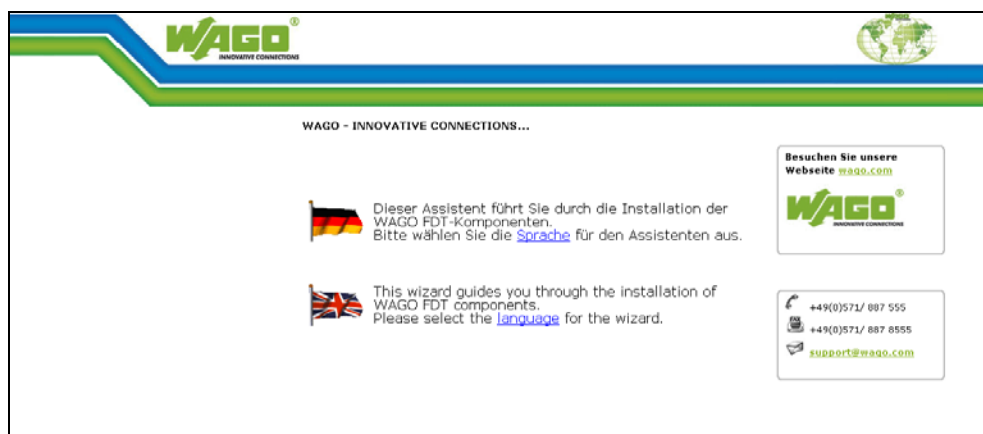 WAGO®
INNOVATIVE CONNECTIONS
WAGO
WAGO - INNOVATIVE CONNECTIONS...
Dieser Assistent führt Sie durch die Installation der
WAGO FDT-Komponenten.
Bitte wählen Sie die Sprache für den Assistenten aus.
This wizard guides you through the installation of
WAGO FDT components.
Please select the language for the wizard.
Besuchen Sie unsere
Webseite wago.com
WAGO®
INNOVATIVE CONNECTIONS
+49(0)571/ 887 555
FAX
+49(0)571/ 887 8555
support@wago.com